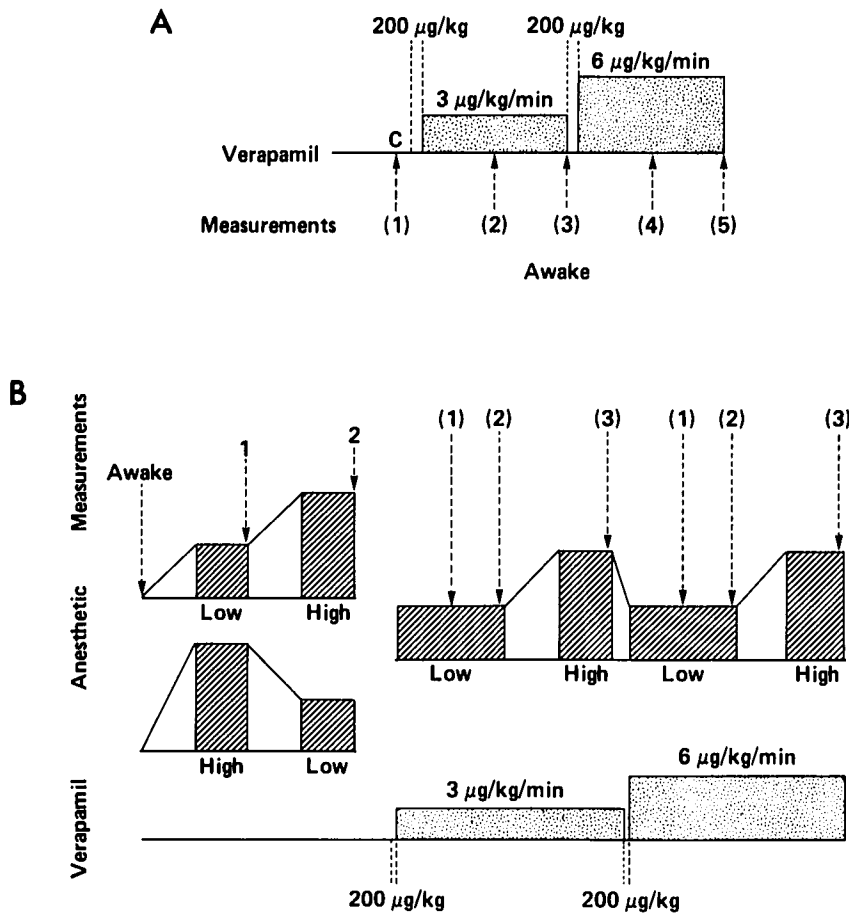 A
200 μg/kg 200 μg/kg
6 μg/kg/min
3 μg/kg/min
C
Verapamil
Measurements (1) (2) (3) (4) (5)
Awake
B
Measurements
Awake 1 2 (1) (2) (3) (1) (2) (3)
Anesthetic
Low High
Low High Low High
High Low
Verapamil
3 μg/kg/min 6 μg/kg/min
200 μg/kg 200 μg/kg